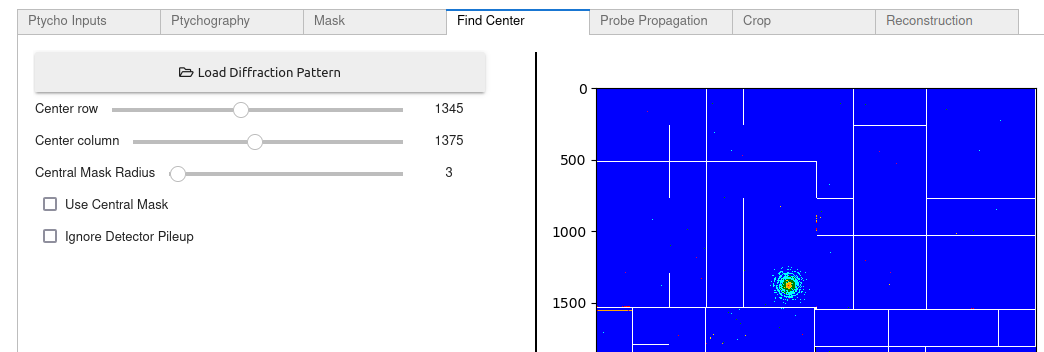 Ptycho Inputs
Ptychography
Mask
Find Center
Probe Propagation
Crop
Reconstruction
Load Diffraction Pattern
Center row 1345
Center column 1375
Central Mask Radius 3
Use Central Mask
Ignore Detector Pileup
0
500
1000
1500